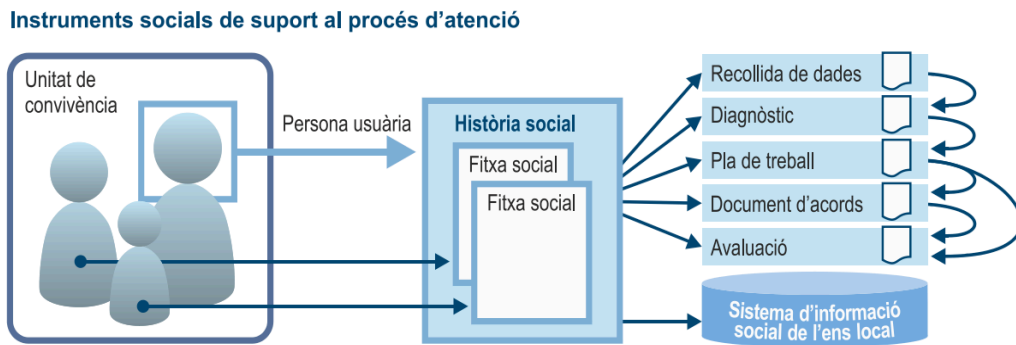 Instruments socials de suport al procés d’atenció
Unitat de
convivència
Persona usuària
Història social
Fitxa social
Fitxa social
Recollida de dades
Diagnòstic
Pla de treball
Document d’acords
Avaluació
Sistema d’informació
social de l’ens local